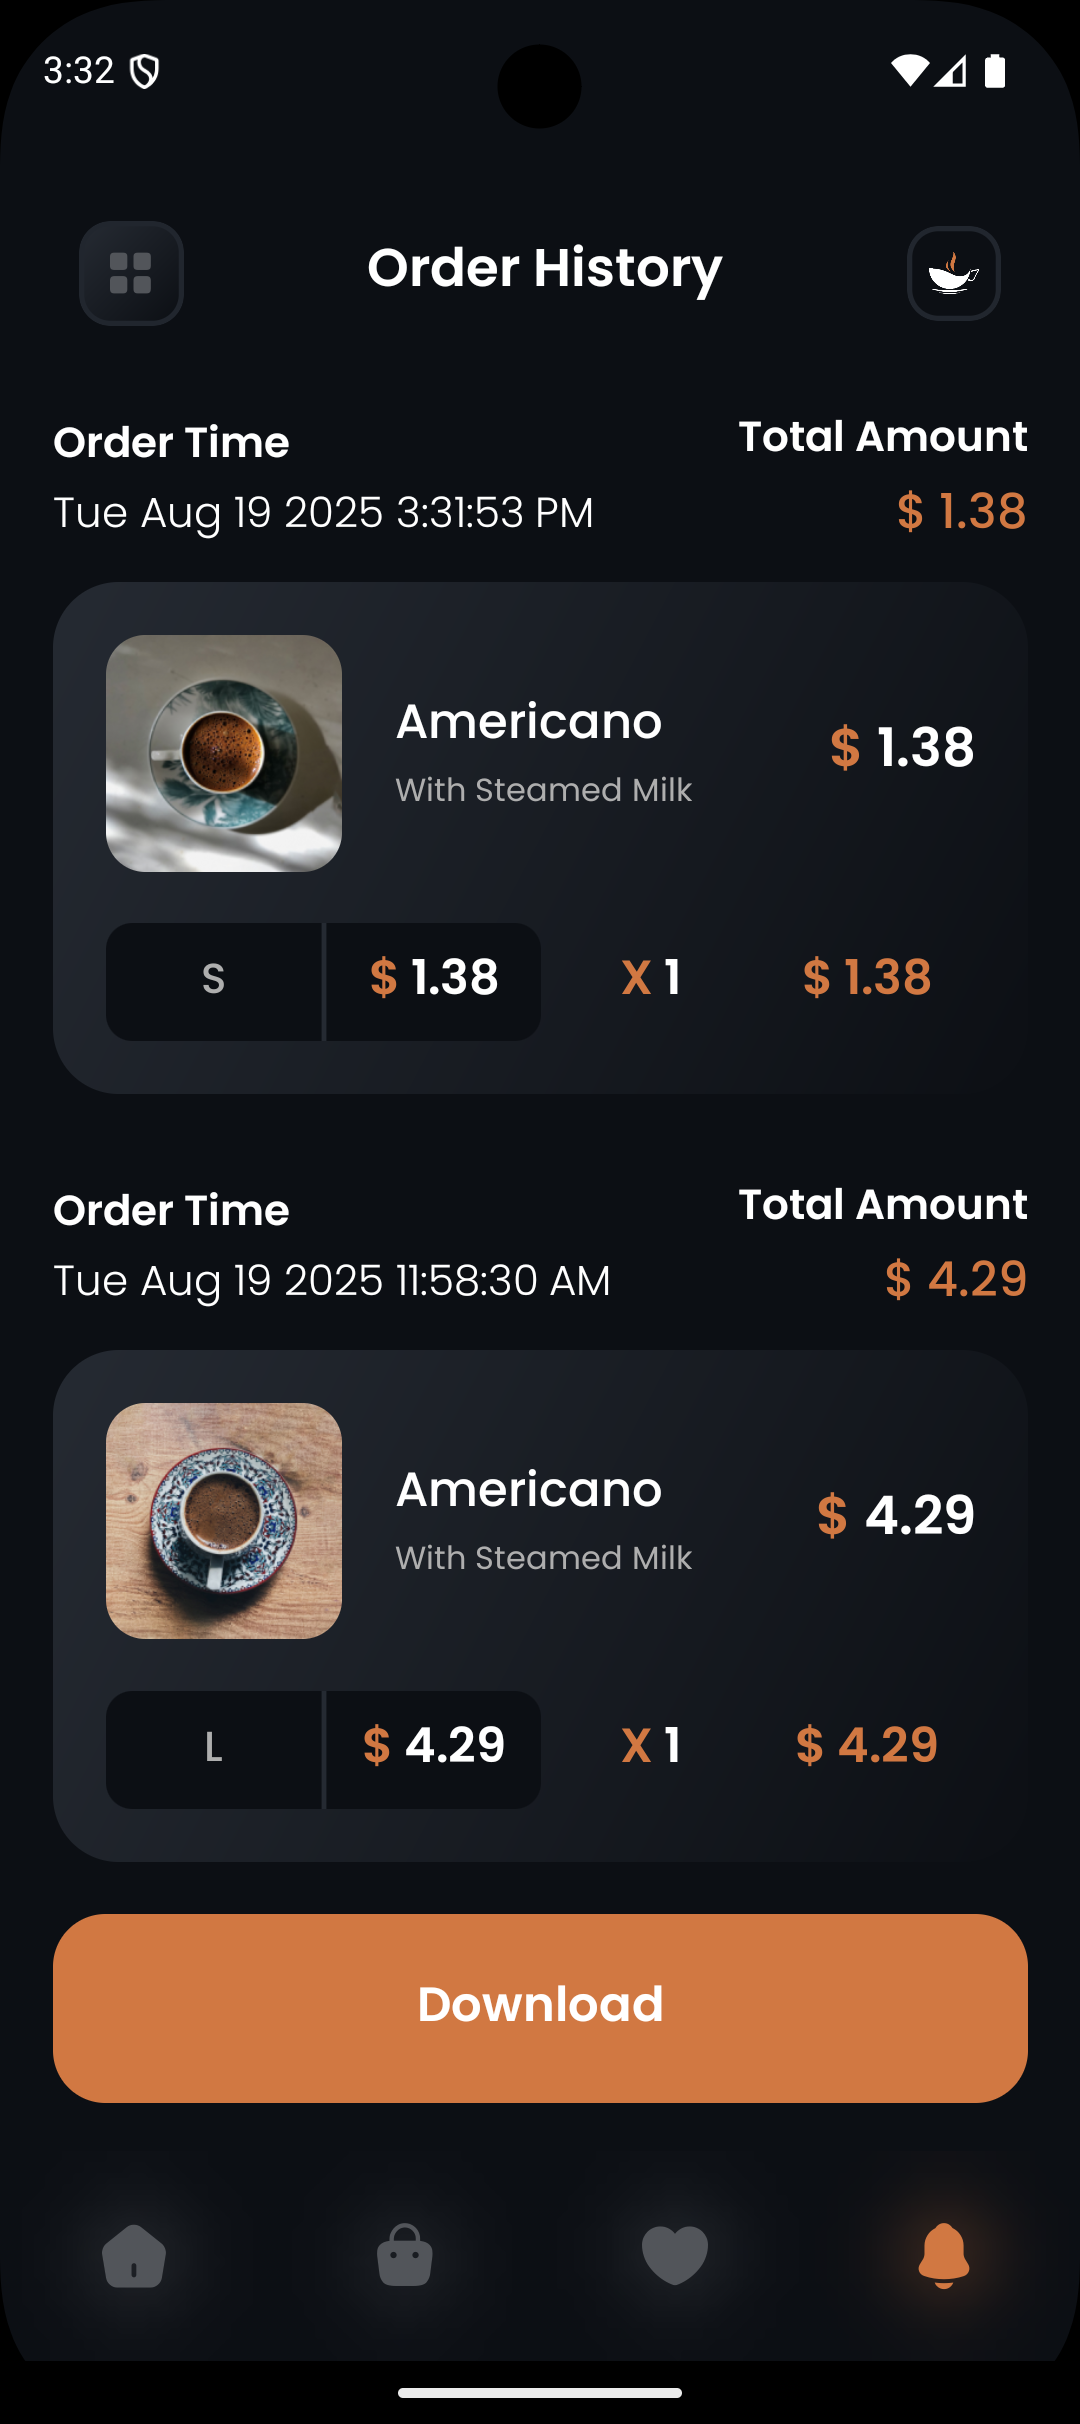 3:32
Order History
Order Time
Total Amount
Tue Aug 19 2025 3:31:53 PM
$ 1.38
Americano
With Steamed Milk
$ 1.38
S
$ 1.38
X 1
$ 1.38
Order Time
Total Amount
Tue Aug 19 2025 11:58:30 AM
$ 4.29
Americano
With Steamed Milk
$ 4.29
L
$ 4.29
X 1
$ 4.29
Download